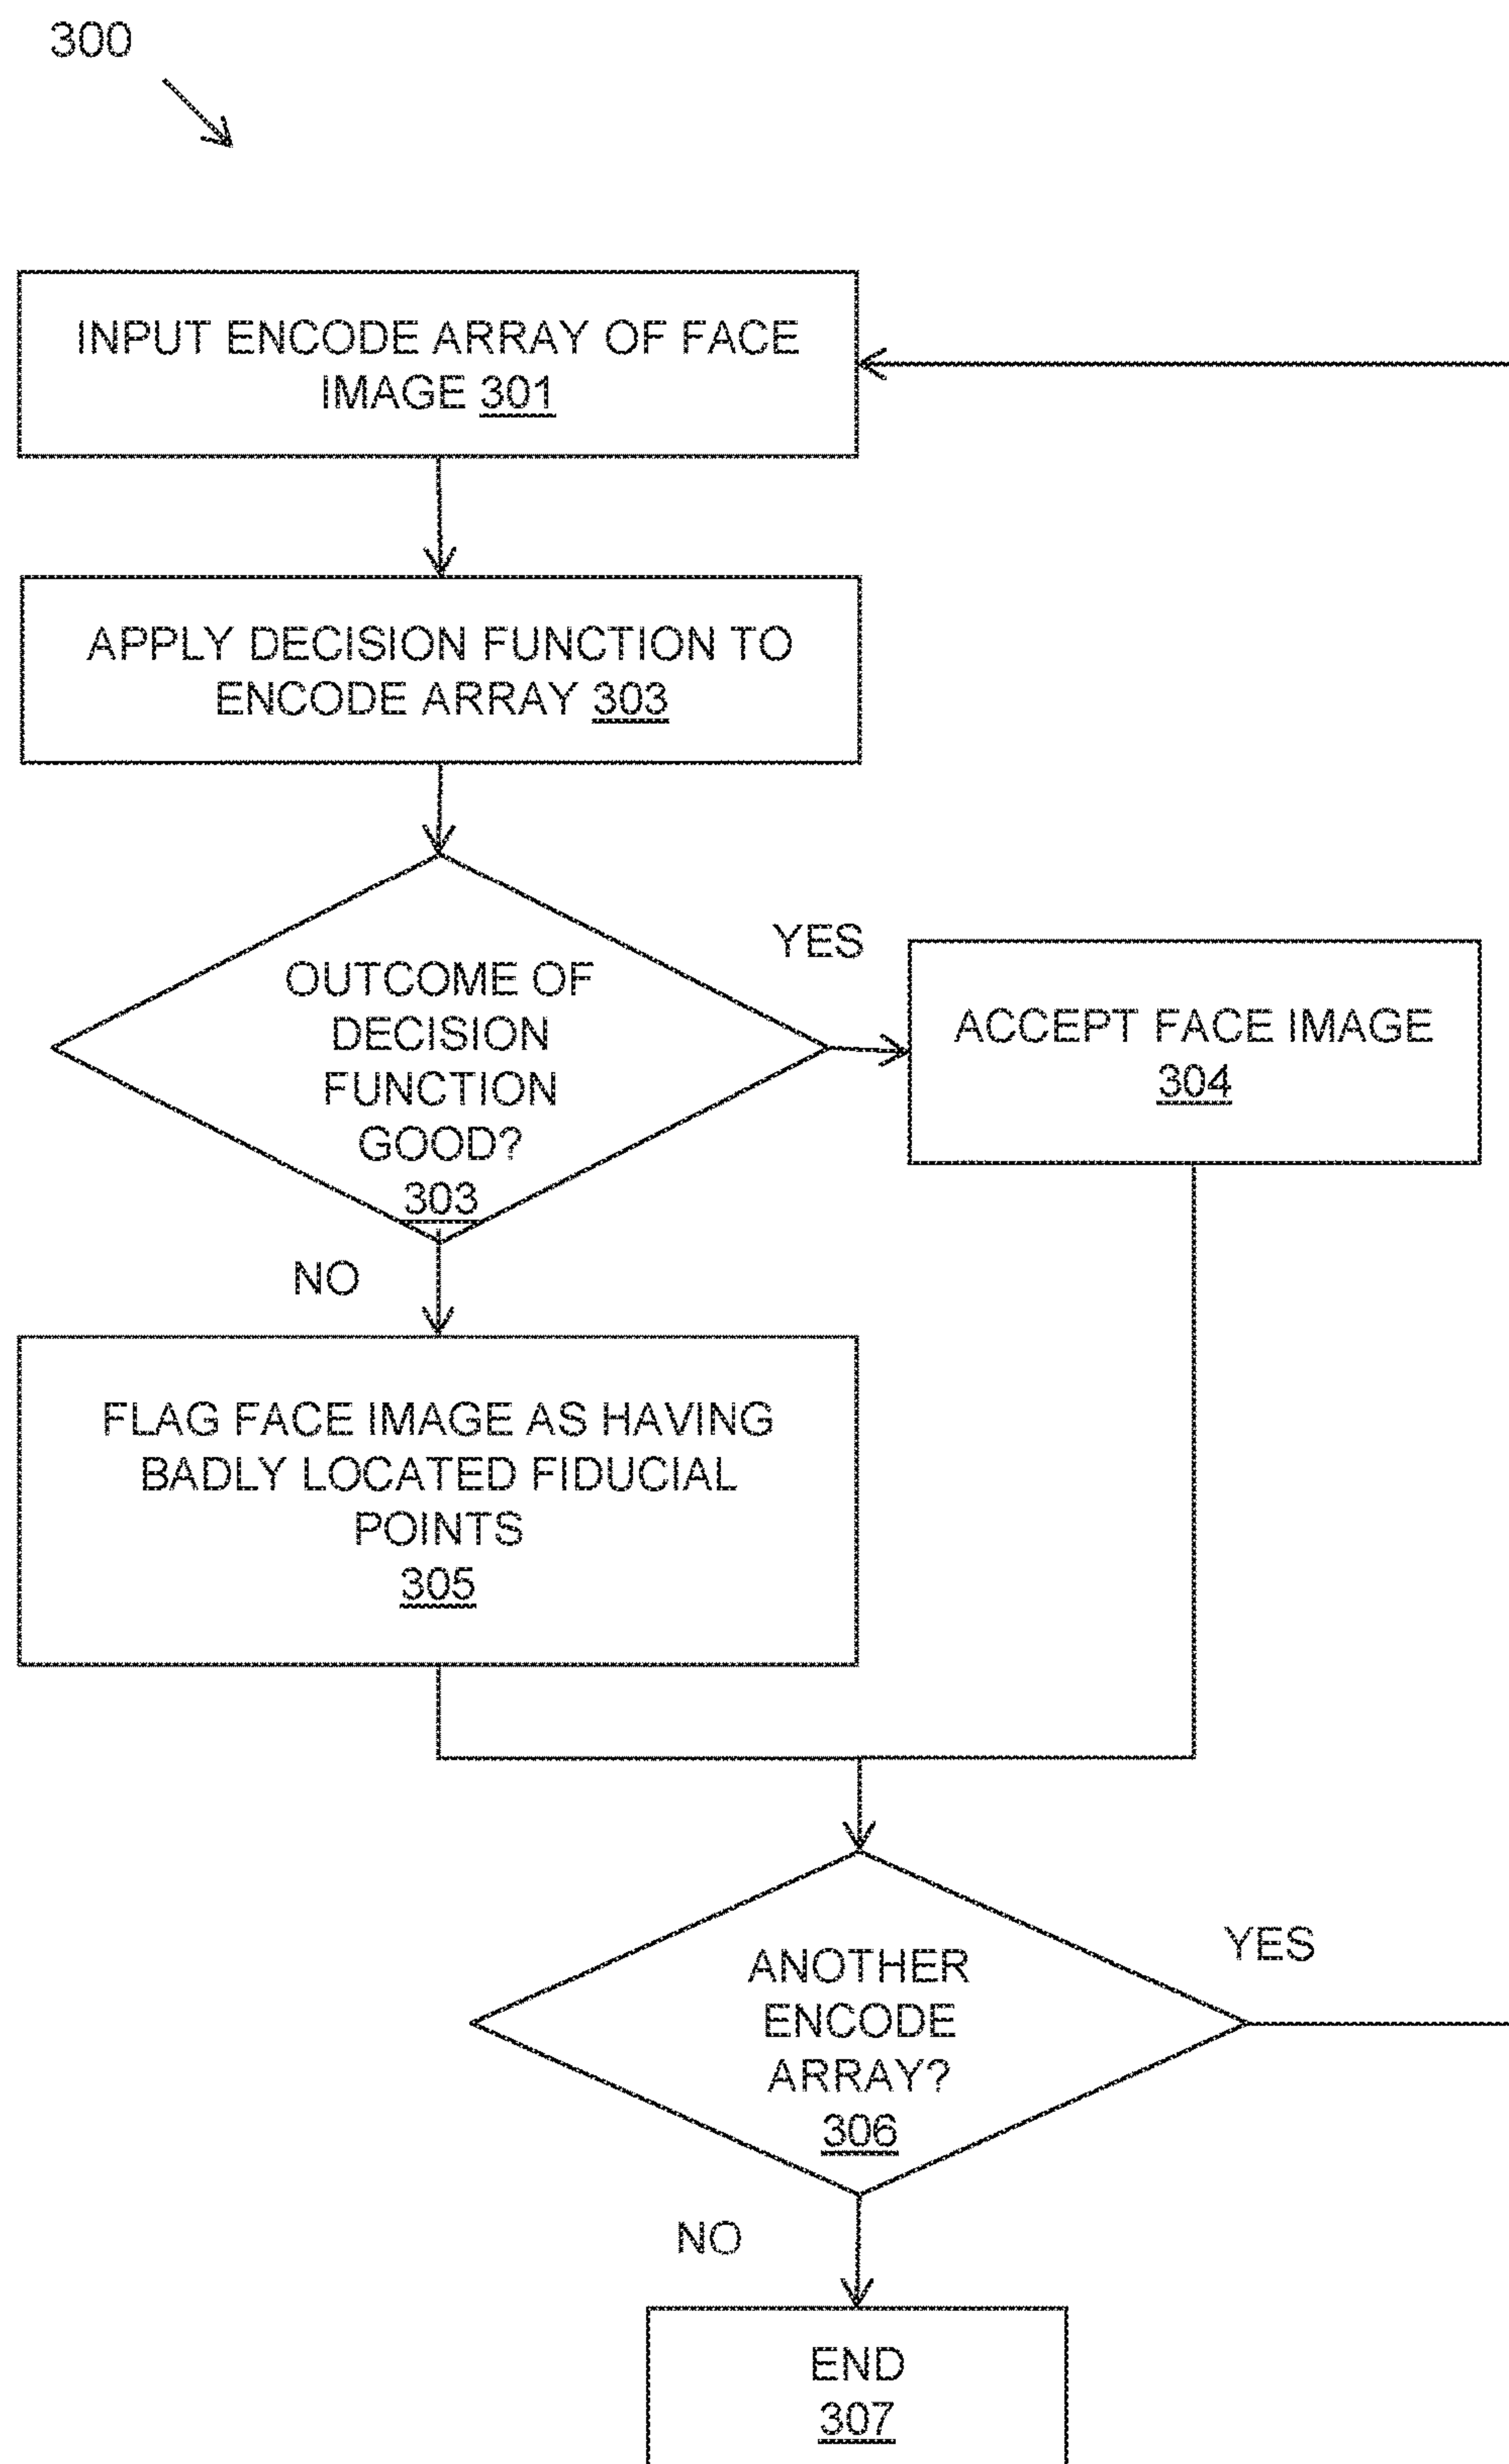 300
INPUT ENCODE ARRAY OF FACE
IMAGE 301
APPLY DECISION FUNCTION TO
ENCODE ARRAY 303
OUTCOME OF
DECISION
FUNCTION
GOOD?
303
YES
ACCEPT FACE IMAGE
304
NO
FLAG FACE IMAGE AS HAVING
BADLY LOCATED FIDUCIAL
POINTS
305
ANOTHER
ENCODE
ARRAY?
306
YES
NO
END
307